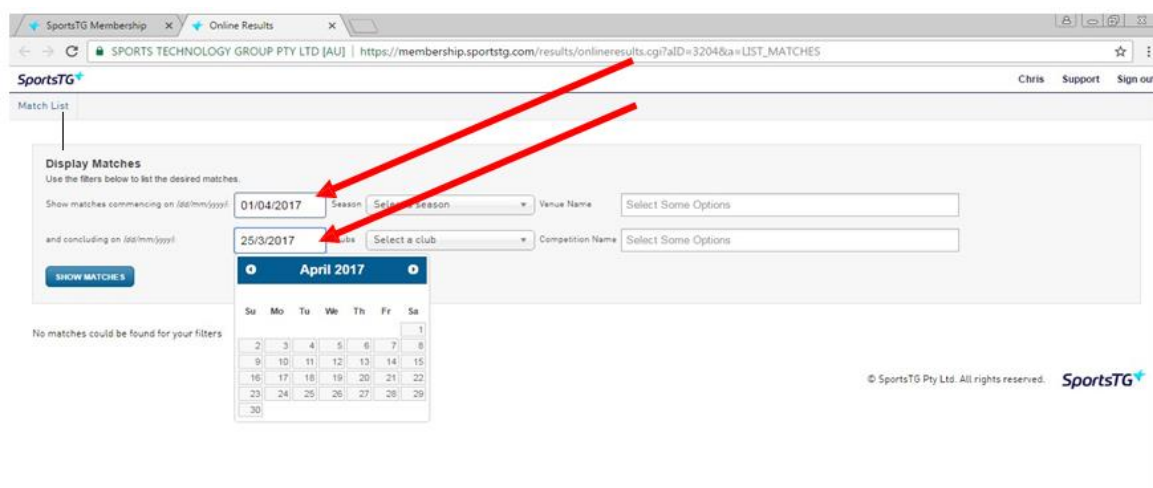 SportsTG Membership Online Results
SPORTS TECHNOLOGY GROUP PTY LTD [AU] https://membership.sportstg.com/results/onlineresults.cgi?aID=3204&a=LIST_MATCHES
SportsTG Chris Support Sign out
Match List
Display Matches
Use the filters below to list the desired matches.
Show matches commencing on (dd/mm/yyyy) 01/04/2017 Season Select a season Venue Name Select Some Options
and concluding on (dd/mm/yyyy) 25/3/2017 Select a club Competition Name Select Some Options
SHOW MATCHES
April 2017
Su Mo Tu We Th Fr Sa
1
2 3 4 5 6 7 8
9 10 11 12 13 14 15
16 17 18 19 20 21 22
23 24 25 26 27 28 29
30
No matches could be found for your filters
© SportsTG Pty Ltd. All rights reserved. SportsTG